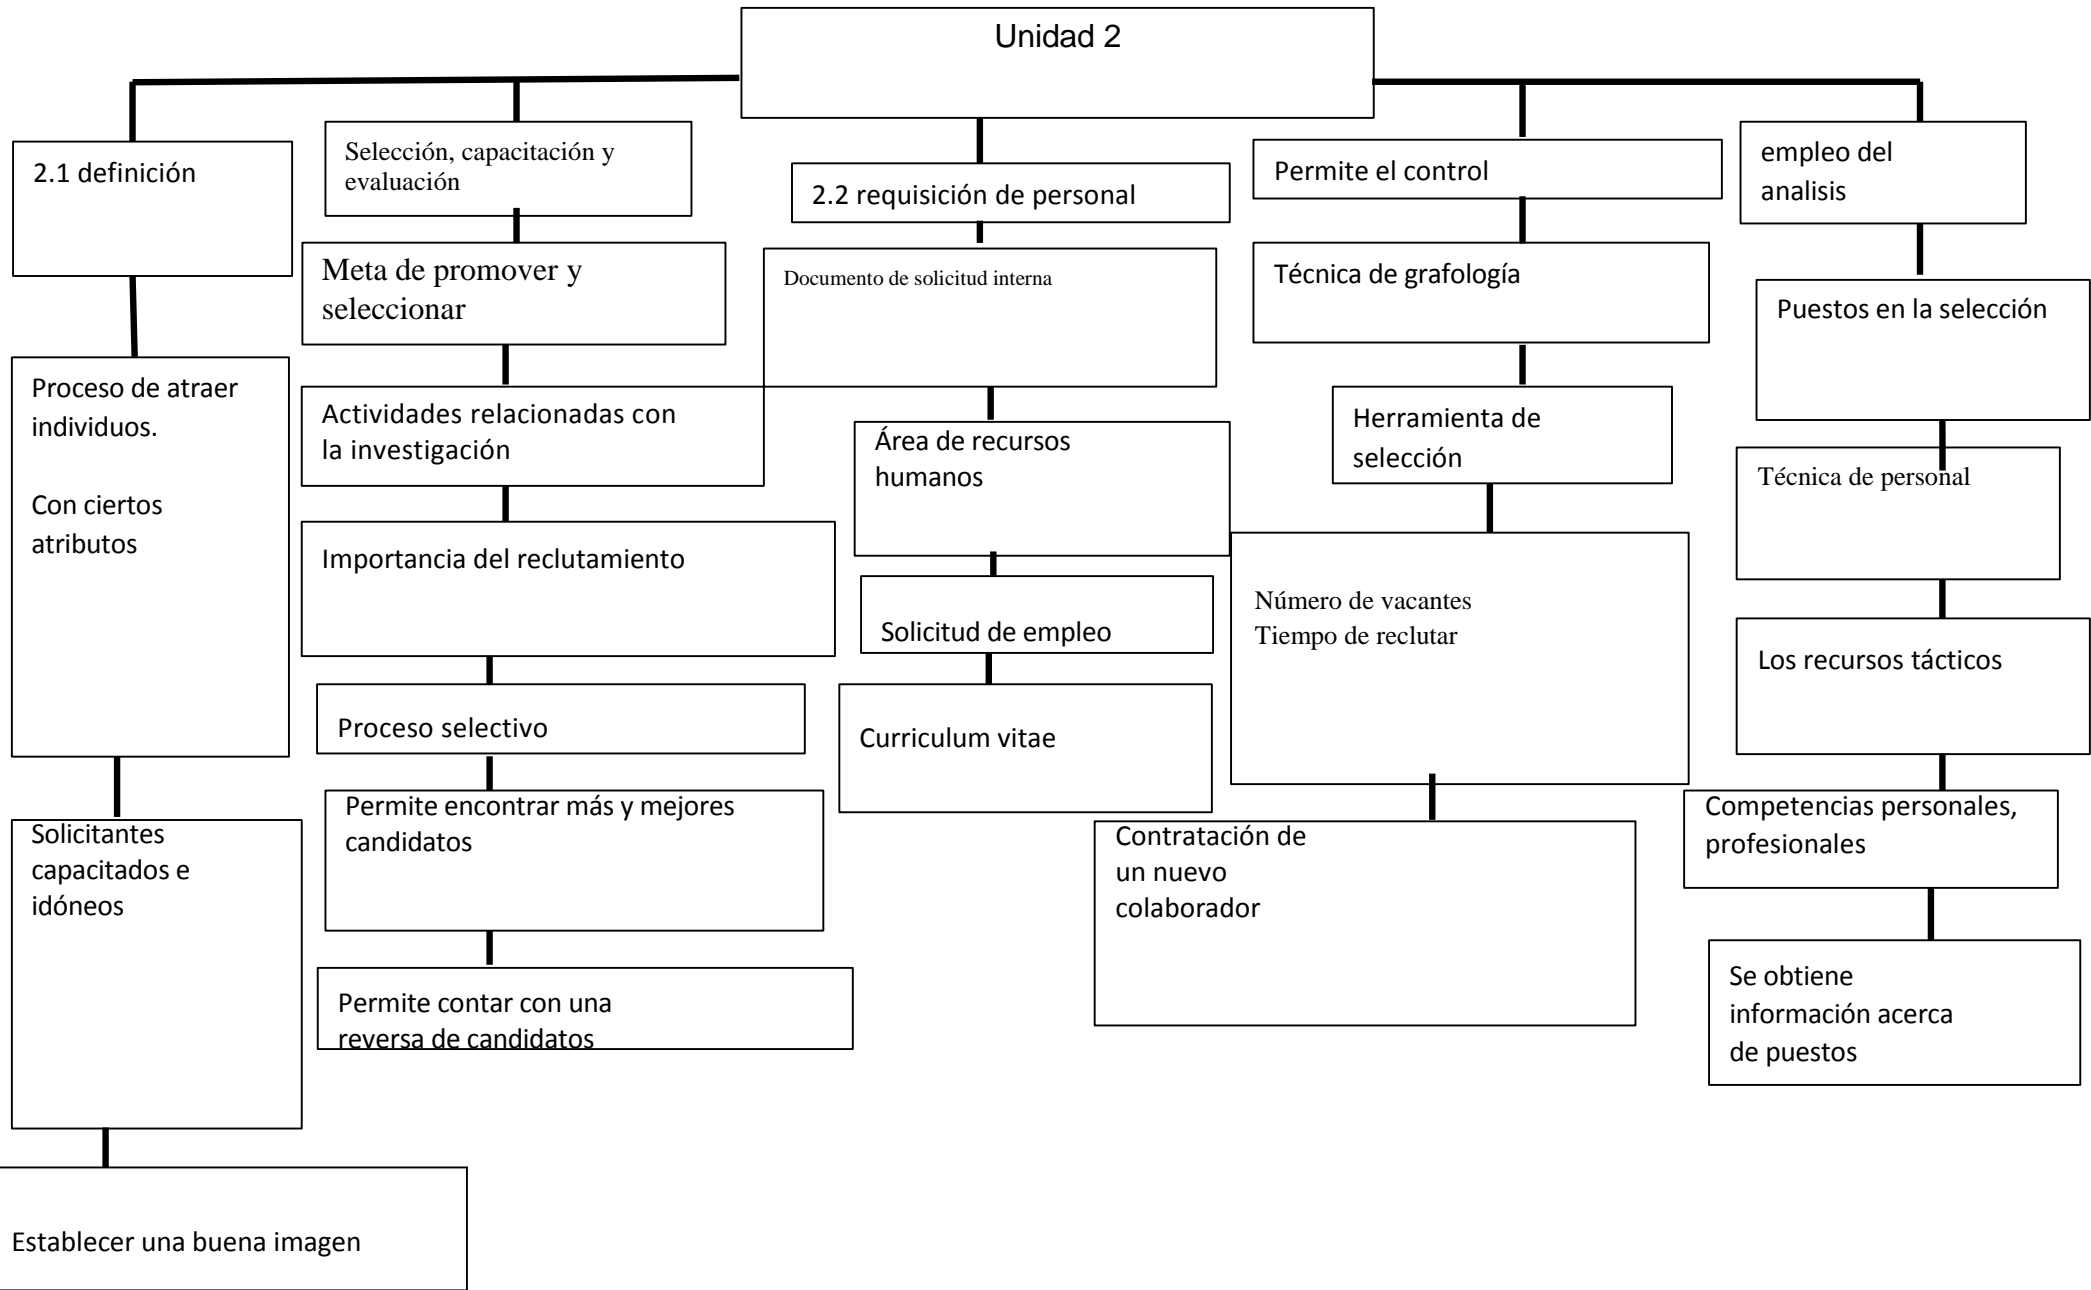 Unidad 2
2.1 definición
Proceso de atraer
individuos.
Con ciertos
atributos
Solicitantes
capacitados e
idóneos
Establecer una buena imagen
Selección, capacitación y
evaluación
Meta de promover y
seleccionar
Actividades relacionadas con
la investigación
Importancia del reclutamiento
Proceso selectivo
Permite encontrar más y mejores
candidatos
Permite contar con una
reversa de candidatos
2.2 requisición de personal
Documento de solicitud interna
Área de recursos
humanos
Solicitud de empleo
Curriculum vitae
Permite el control
Técnica de grafología
Herramienta de
selección
Número de vacantes
Tiempo de reclutar
Contratación de
un nuevo
colaborador
empleo del
analisis
Puestos en la selección
Técnica de personal
Los recursos tácticos
Competencias personales,
profesionales
Se obtiene
información acerca
de puestos